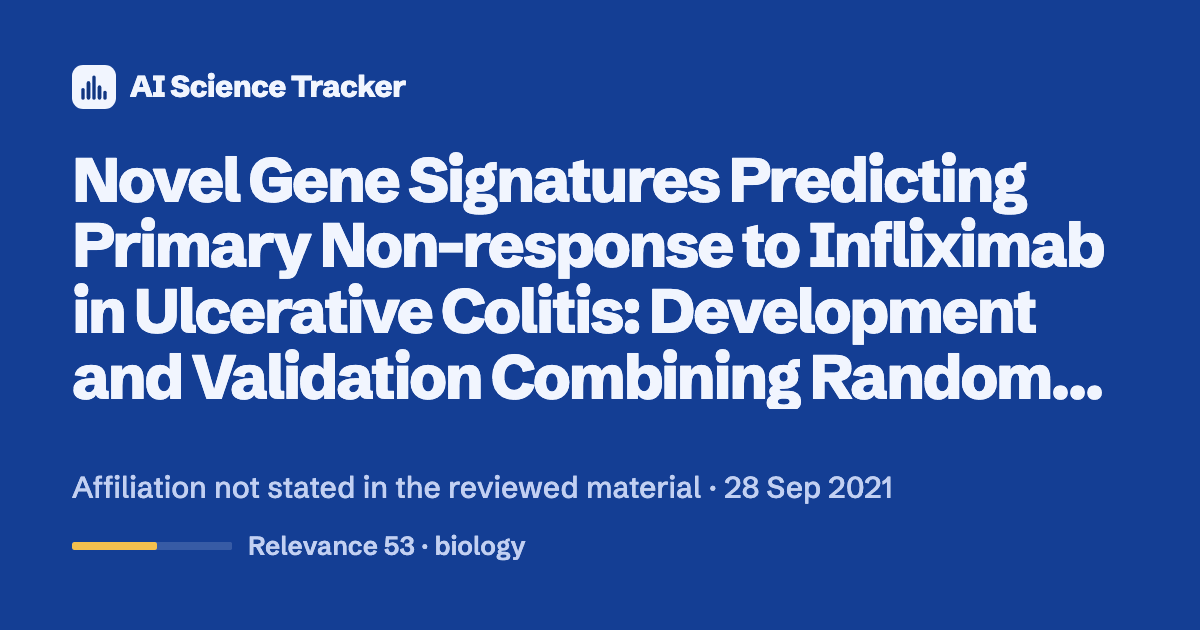 AI Science Tracker
Novel Gene Signatures Predicting
Primary Non-response to Infliximab
in Ulcerative Colitis: Development
and Validation Combining Random...
Affiliation not stated in the reviewed material · 28 Sep 2021
Relevance 53 · biology